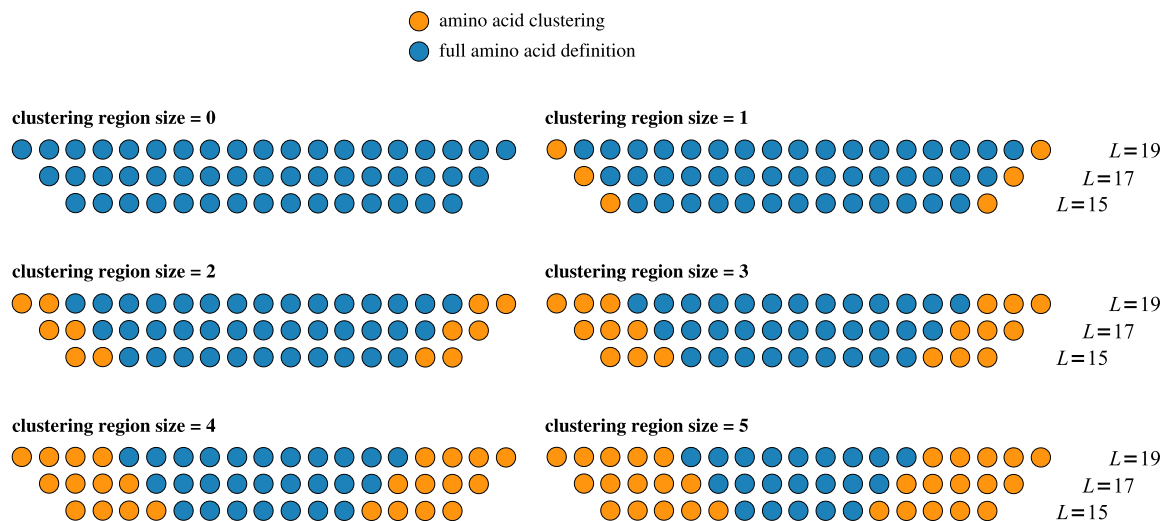 amino acid clustering
full amino acid definition
clustering region size = 0
clustering region size = 1
L=19
L=17
L=15
clustering region size = 2
clustering region size = 3
L=19
L=17
L=15
clustering region size = 4
clustering region size = 5
L=19
L=17
L=15